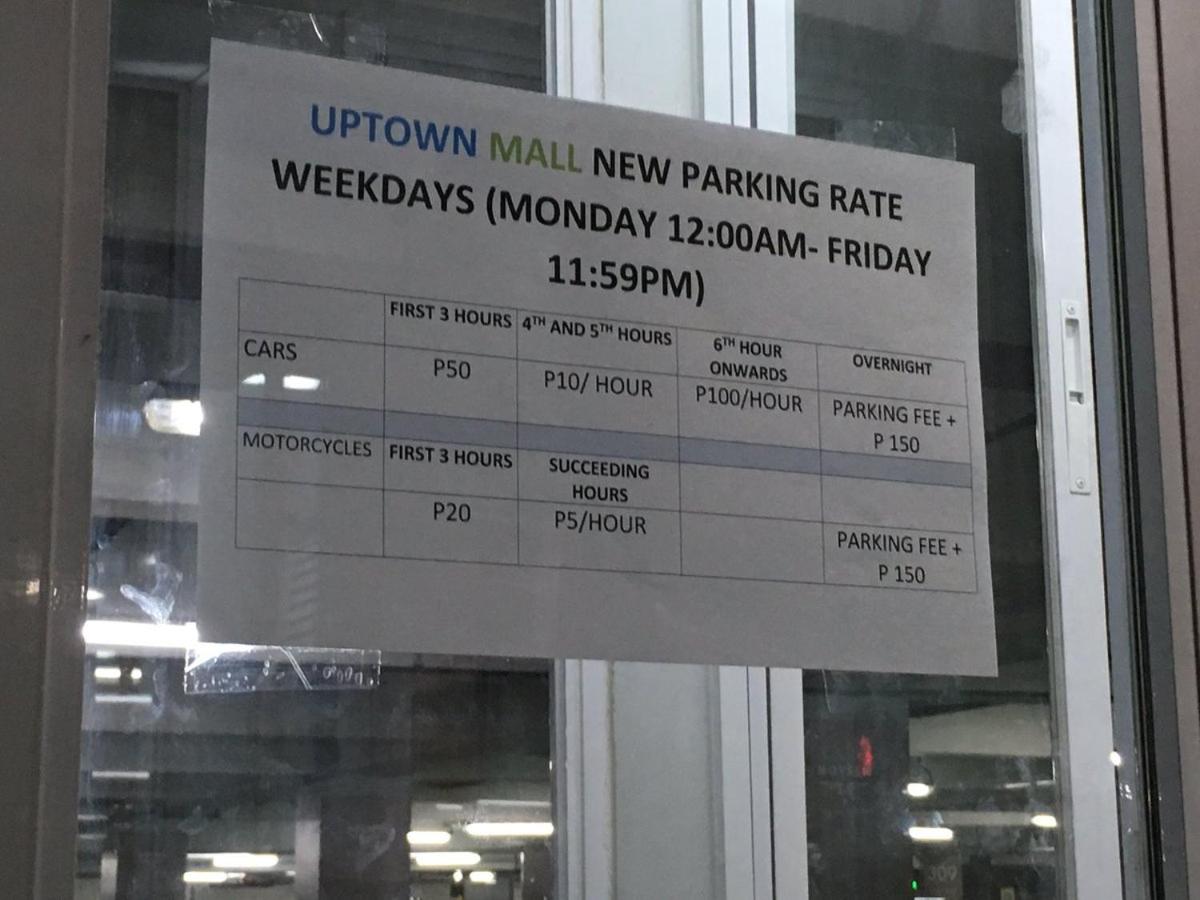 UPTOWN MALL NEW PARKING RATE
WEEKDAYS (MONDAY 12:00AM- FRIDAY
11:59PM)
FIRST 3 HOURS 4TH AND 5TH HOURS 6TH HOUR ONWARDS OVERNIGHT
CARS P50 P10/ HOUR P100/HOUR PARKING FEE + P 150
MOTORCYCLES FIRST 3 HOURS SUCCEEDING HOURS
P20 P5/HOUR PARKING FEE + P 150
309